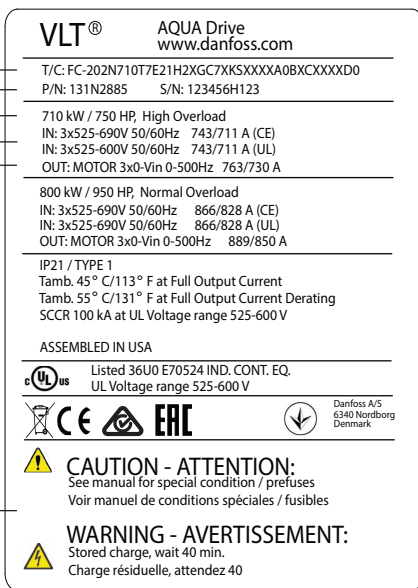 VLT® AQUA Drive
www.danfoss.com
T/C: FC-202N710T7E21H2XGC7XKSXXXXA0BXCXXXXD0
P/N: 131N2885 S/N: 123456H123
710 kW / 750 HP, High Overload
IN: 3x525-690V 50/60Hz 743/711 A (CE)
IN: 3x525-600V 50/60Hz 743/711 A (UL)
OUT: MOTOR 3x0-Vin 0-500Hz 763/730 A
800 kW / 950 HP, Normal Overload
IN: 3x525-690V 50/60Hz 866/828 A (CE)
IN: 3x525-690V 50/60Hz 866/828 A (UL)
OUT: MOTOR 3x0-Vin 0-500Hz 889/850 A
IP21 / TYPE 1
Tamb. 45° C/113° F at Full Output Current
Tamb. 55° C/131° F at Full Output Current Derating
SCCR 100 kA at UL Voltage range 525-600 V
ASSEMBLED IN USA
c UL us Listed 36U0 E70524 IND. CONT. EQ.
UL Voltage range 525-600 V
CE EAC
Danfoss A/S
6340 Nordborg
Denmark
CAUTION - ATTENTION:
See manual for special condition / prefuses
Voir manuel de conditions spéciales / fusibles
WARNING - AVERTISSEMENT:
Stored charge, wait 40 min.
Charge résiduelle, attendez 40